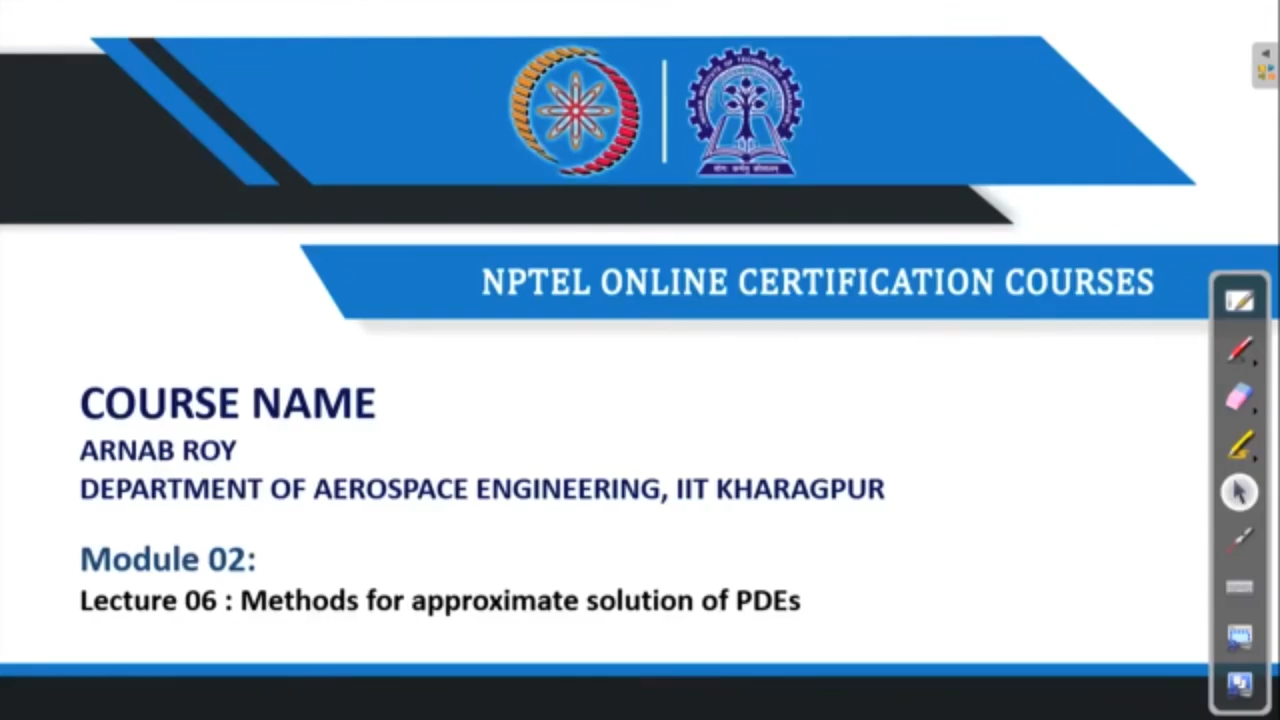 NPTEL ONLINE CERTIFICATION COURSES
COURSE NAME
ARNAB ROY
DEPARTMENT OF AEROSPACE ENGINEERING, IIT KHARAGPUR
Module 02:
Lecture 06 : Methods for approximate solution of PDEs